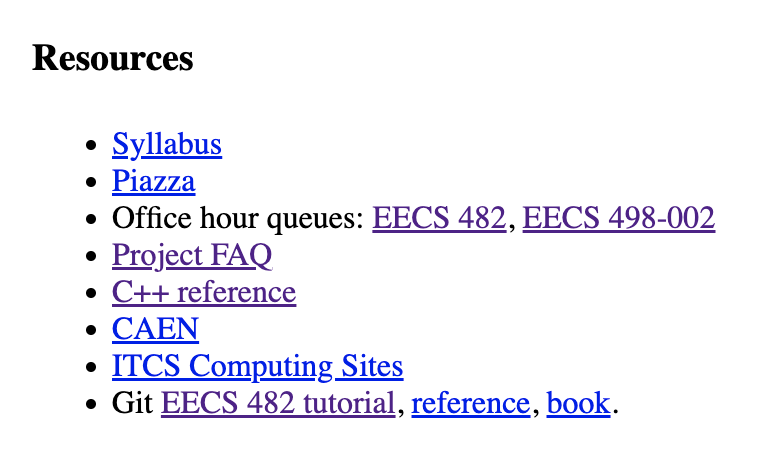 Resources
Syllabus
Piazza
Office hour queues: EECS 482, EECS 498-002
Project FAQ
C++ reference
CAEN
ITCS Computing Sites
Git EECS 482 tutorial, reference, book.